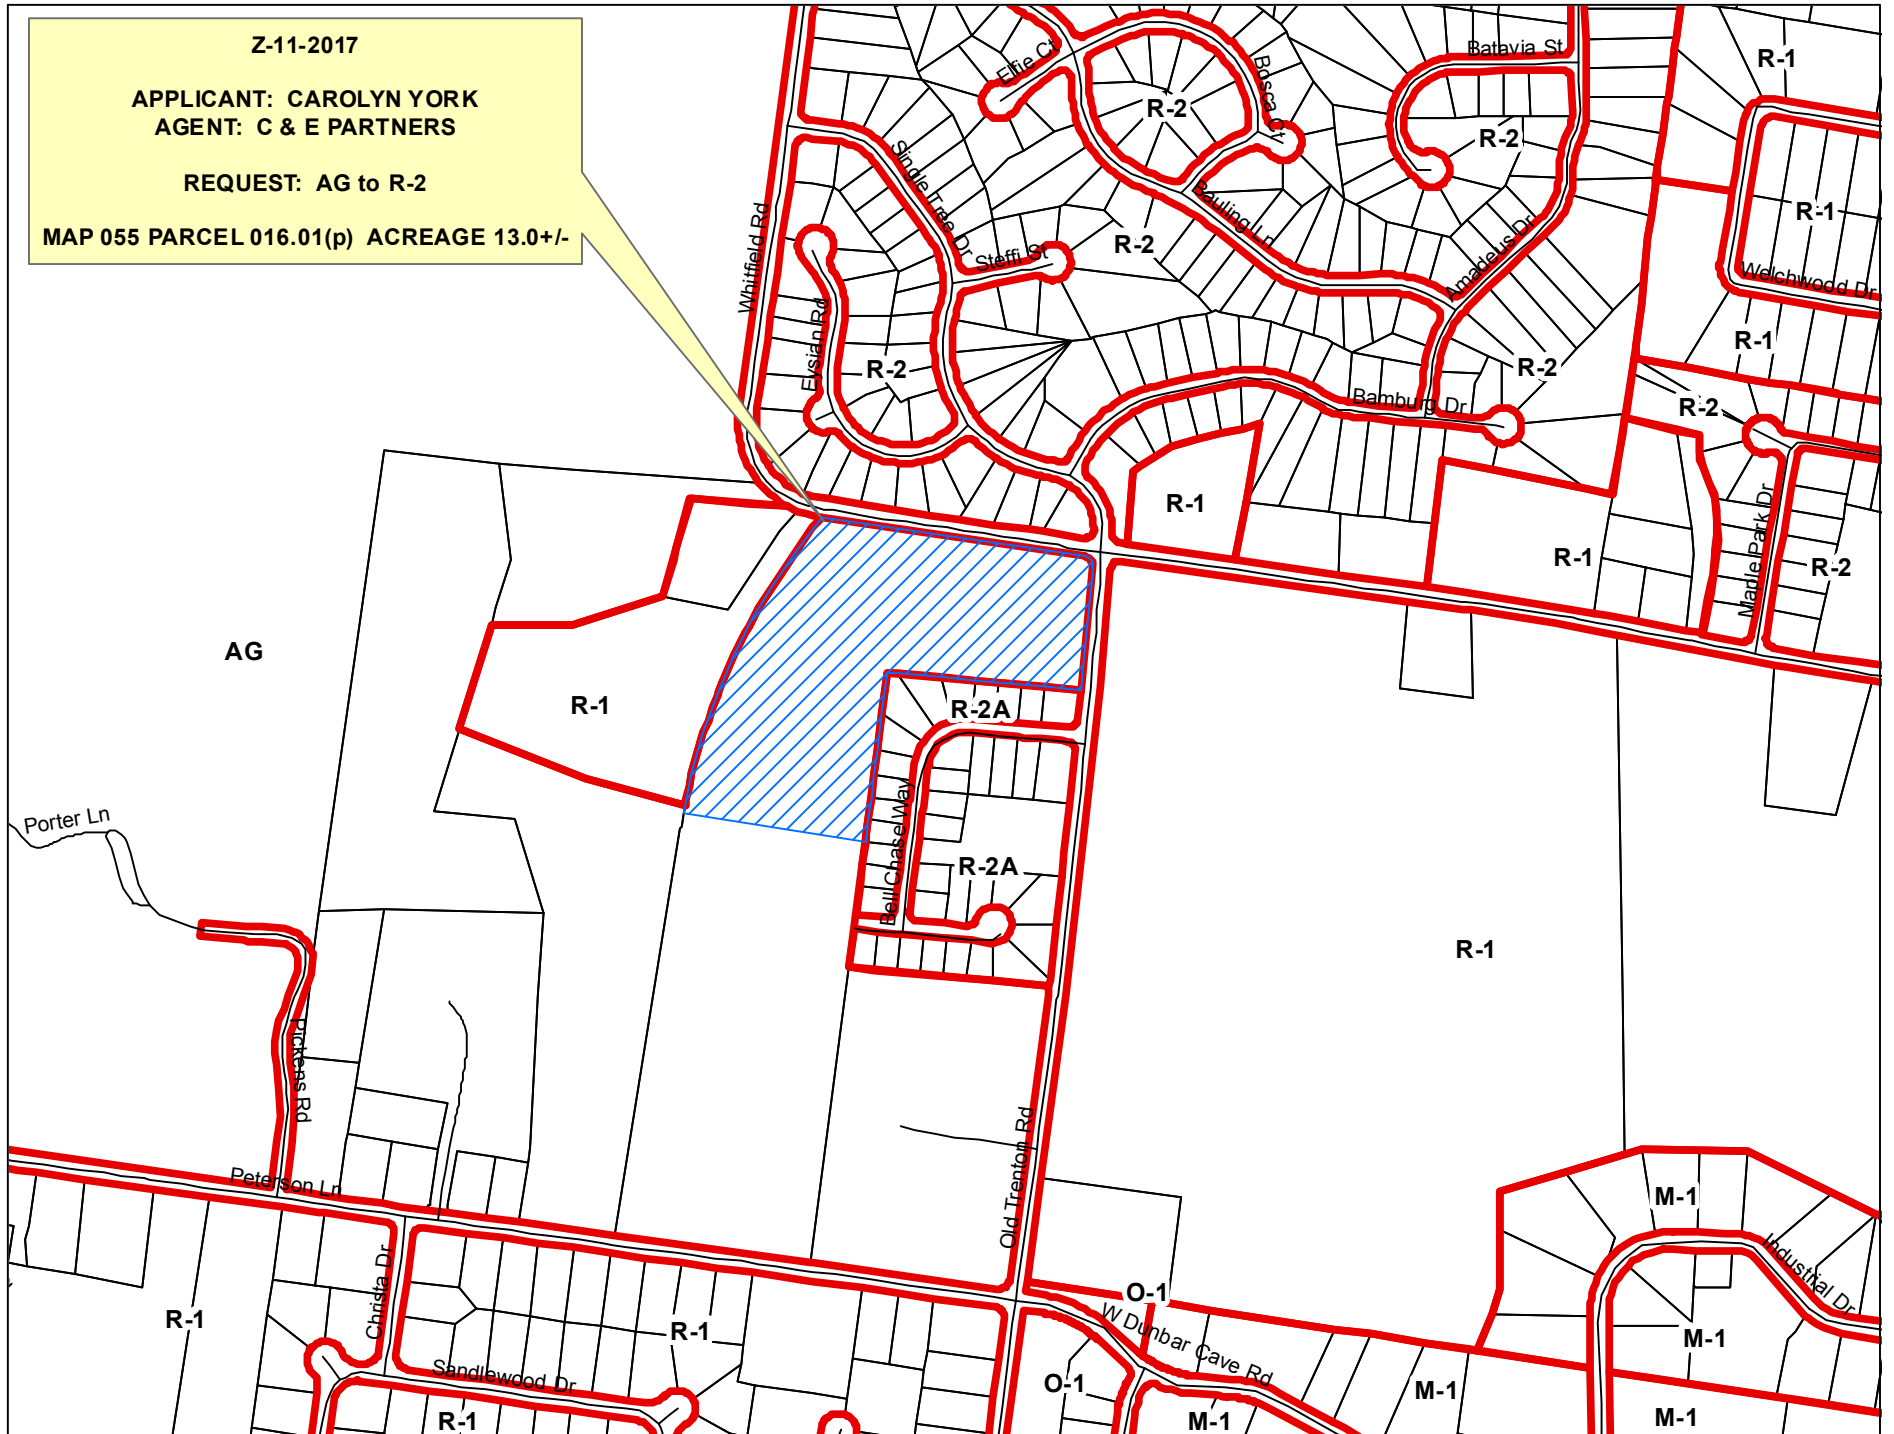 Z-11-2017
APPLICANT: CAROLYN YORK
AGENT: C & E PARTNERS
REQUEST: AG to R-2
MAP 055 PARCEL 016.01(p) ACREAGE 13.0+/-
Elfie Ct
Bosca Ct
Batavia St
R-1
R-2
R-2
Single Tree Dr
Whitfield Rd
Bauling Ln
R-1
R-2
Steffi St
Amadeus Dr
Welchwood Dr
Eysian Rd
R-2
R-2
R-1
Bamburg Dr
R-2
R-1
R-1
Maple Park Dr
R-2
AG
R-1
R-2A
Porter Ln
Bell Chase Way
R-2A
R-1
Pickens Rd
Old Trenton Rd
Peterson Ln
M-1
Industrial Dr
Christa Dr
R-1
R-1
O-1
W Dunbar Cave Rd
M-1
Sandlewood Dr
O-1
M-1
R-1
M-1
M-1